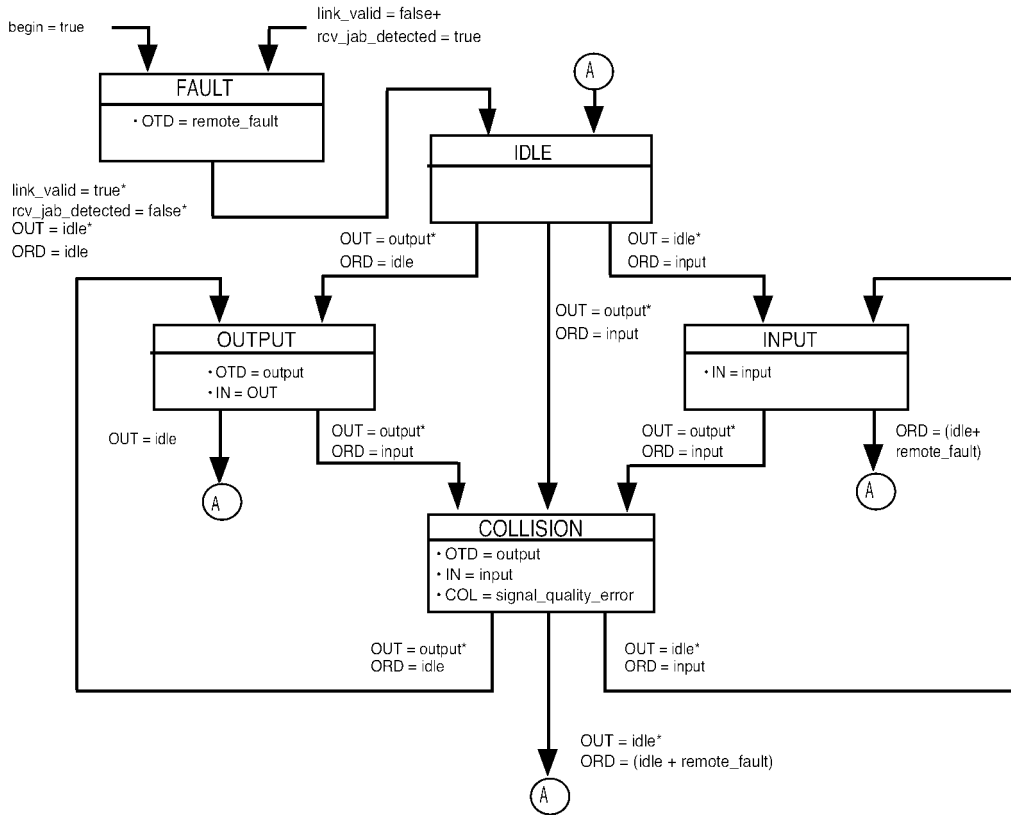 begin = true
link_valid = false+
rcv_jab_detected = true
FAULT
• OTD = remote_fault
A
IDLE
link_valid = true*
rcv_jab_detected = false*
OUT = idle*
ORD = idle
OUT = output*
ORD = idle
OUT = idle*
ORD = input
OUT = output*
ORD = input
OUTPUT
• OTD = output
• IN = OUT
INPUT
• IN = input
OUT = idle
OUT = output*
ORD = input
OUT = output*
ORD = input
ORD = (idle+
remote_fault)
A
A
COLLISION
• OTD = output
• IN = input
• COL = signal_quality_error
OUT = output*
ORD = idle
OUT = idle*
ORD = input
OUT = idle*
ORD = (idle + remote_fault)
A